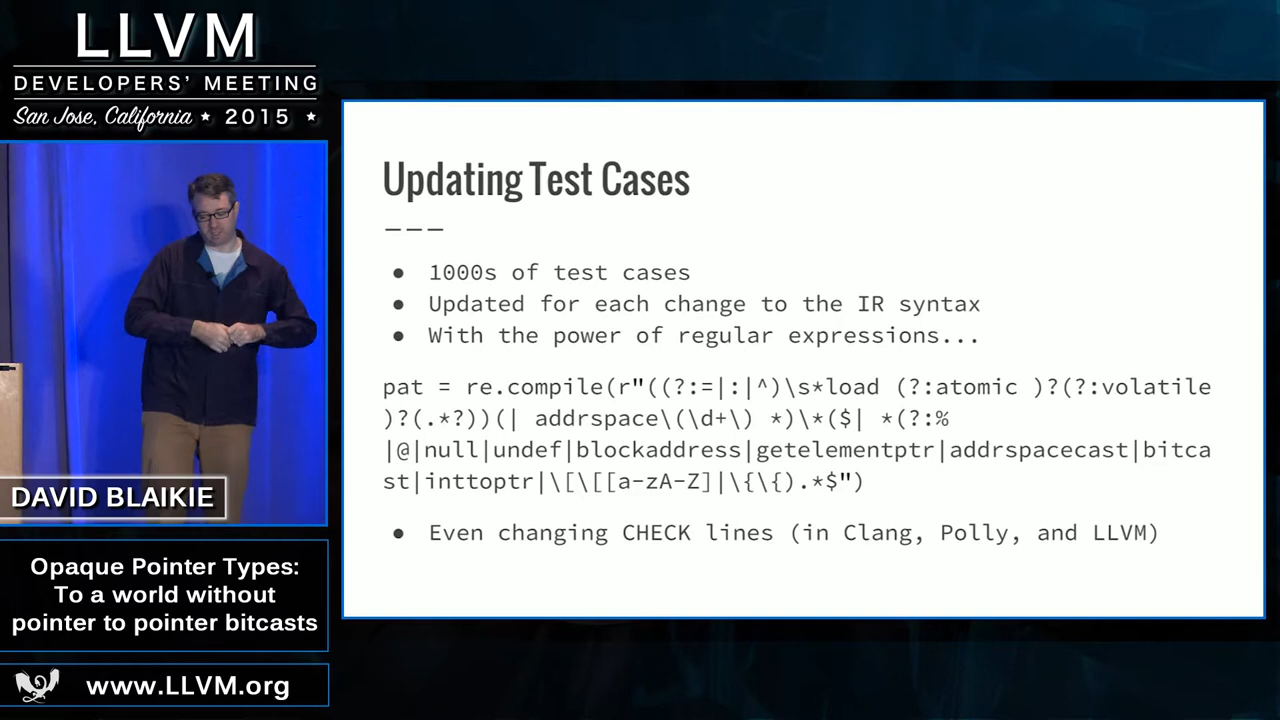 LLVM
DEVELOPERS' MEETING
San Jose, California ★ 2015 ★
Updating Test Cases
———
● 1000s of test cases
● Updated for each change to the IR syntax
● With the power of regular expressions...
pat = re.compile(r"((?:=|:|^)\s*load (?:atomic )?(?:volatile
)?(.*?))(| addrspace\(\d+\) *)\*($| *(?:%
|@|null|undef|blockaddress|getelementptr|addrspacecast|bitca
st|inttoptr|\[\[[a-zA-Z]|\{\{).*$")
● Even changing CHECK lines (in Clang, Polly, and LLVM)
DAVID BLAIKIE
Opaque Pointer Types:
To a world without
pointer to pointer bitcasts
www.LLVM.org